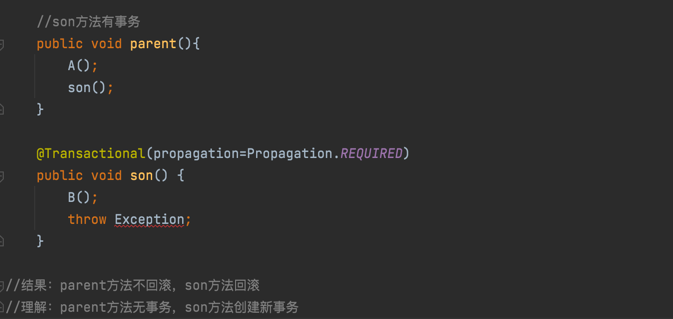 //son方法有事务
public void parent(){
A();
son();
}
@Transactional(propagation=Propagation.REQUIRED)
public void son() {
B();
throw Exception;
}
//结果：parent方法不回滚，son方法回滚
//理解：parent方法无事务，son方法创建新事务